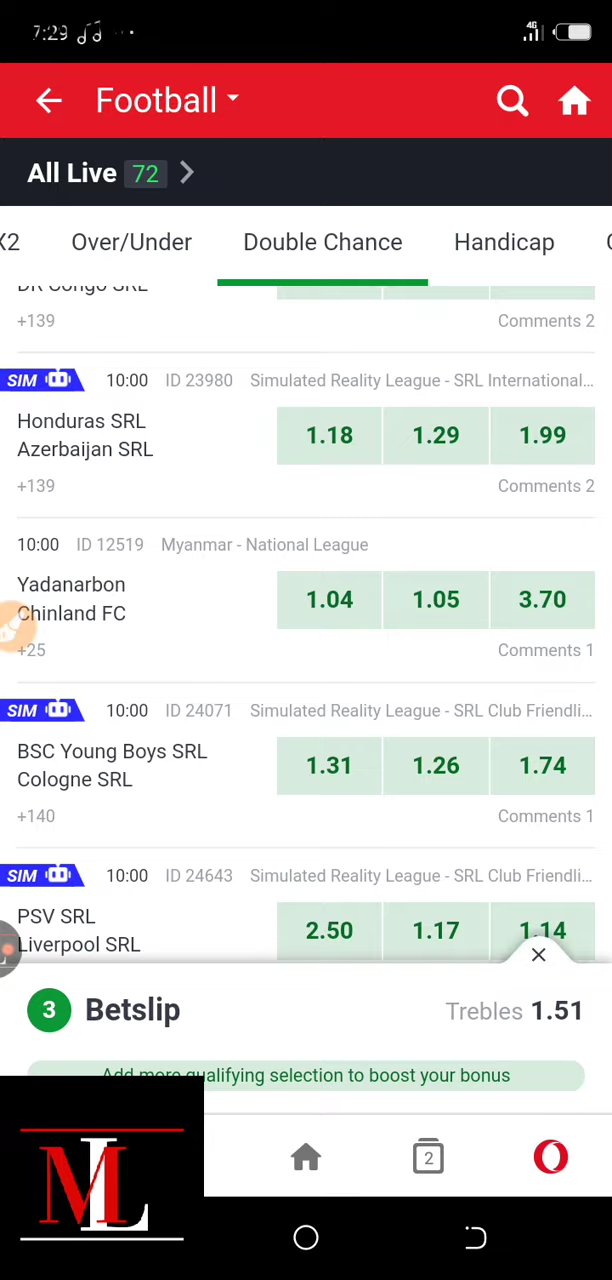 7:29
4G
Football
All Live 72
X2 Over/Under Double Chance Handicap
DR Congo SRL
+139 Comments 2
SIM 10:00 ID 23980 Simulated Reality League - SRL International...
Honduras SRL
Azerbaijan SRL
1.18 1.29 1.99
+139 Comments 2
10:00 ID 12519 Myanmar - National League
Yadanarbon
Chinland FC
1.04 1.05 3.70
+25 Comments 1
SIM 10:00 ID 24071 Simulated Reality League - SRL Club Friendli...
BSC Young Boys SRL
Cologne SRL
1.31 1.26 1.74
+140 Comments 1
SIM 10:00 ID 24643 Simulated Reality League - SRL Club Friendli...
PSV SRL
Liverpool SRL
2.50 1.17 1.14
3 Betslip Trebles 1.51
Add more qualifying selection to boost your bonus
2
ML